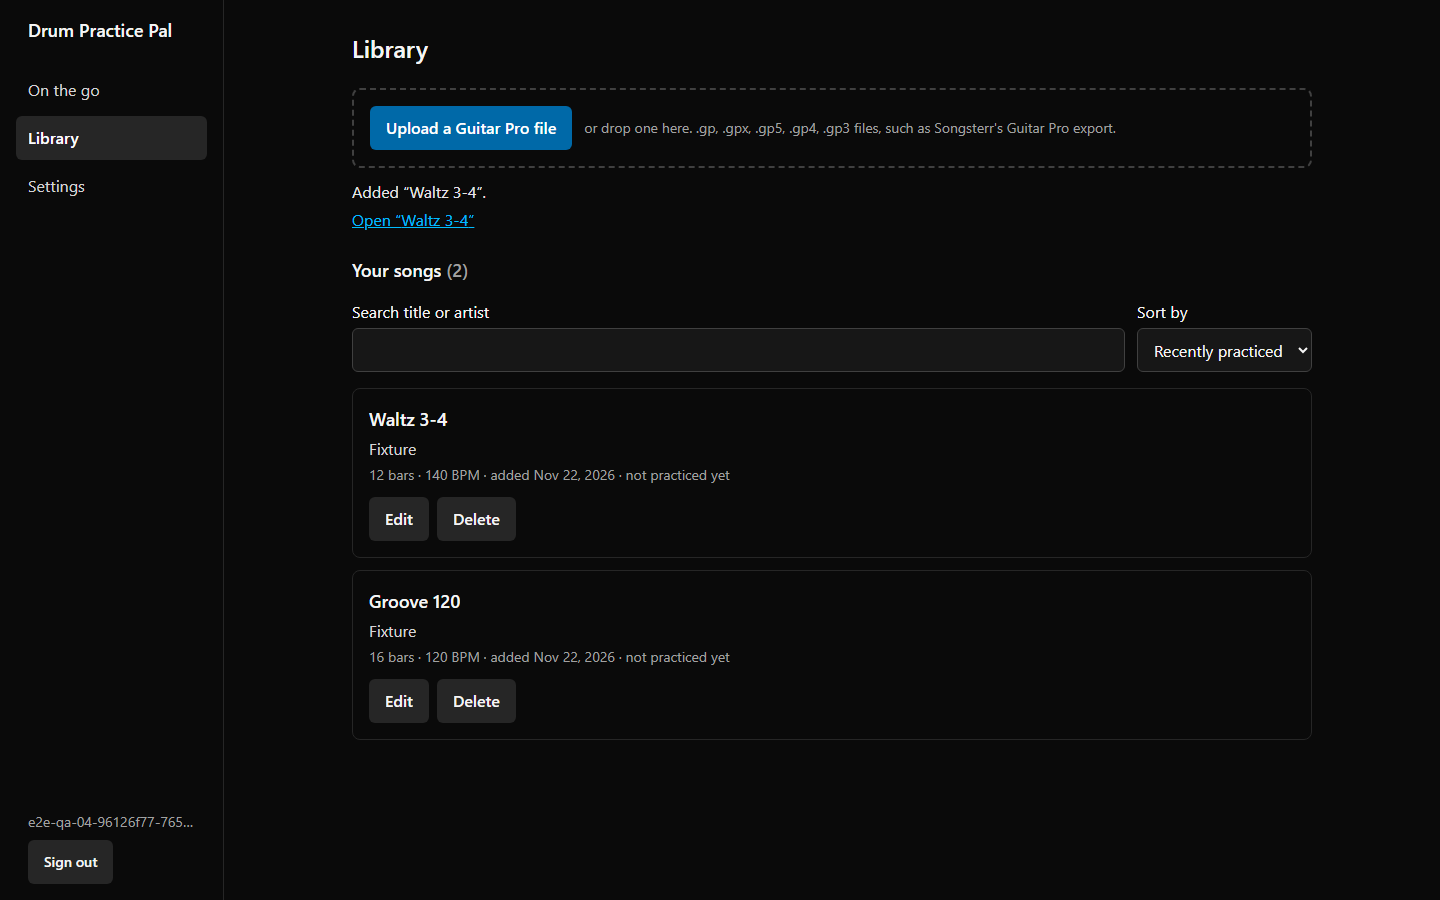 Drum Practice Pal
On the go
Library
Settings
e2e-qa-04-96126f77-765...
Sign out
Library
Upload a Guitar Pro file
or drop one here. .gp, .gpx, .gp5, .gp4, .gp3 files, such as Songsterr's Guitar Pro export.
Added “Waltz 3-4”.
Open “Waltz 3-4”
Your songs (2)
Search title or artist
Sort by
Recently practiced
Waltz 3-4
Fixture
12 bars · 140 BPM · added Nov 22, 2026 · not practiced yet
Edit
Delete
Groove 120
Fixture
16 bars · 120 BPM · added Nov 22, 2026 · not practiced yet
Edit
Delete